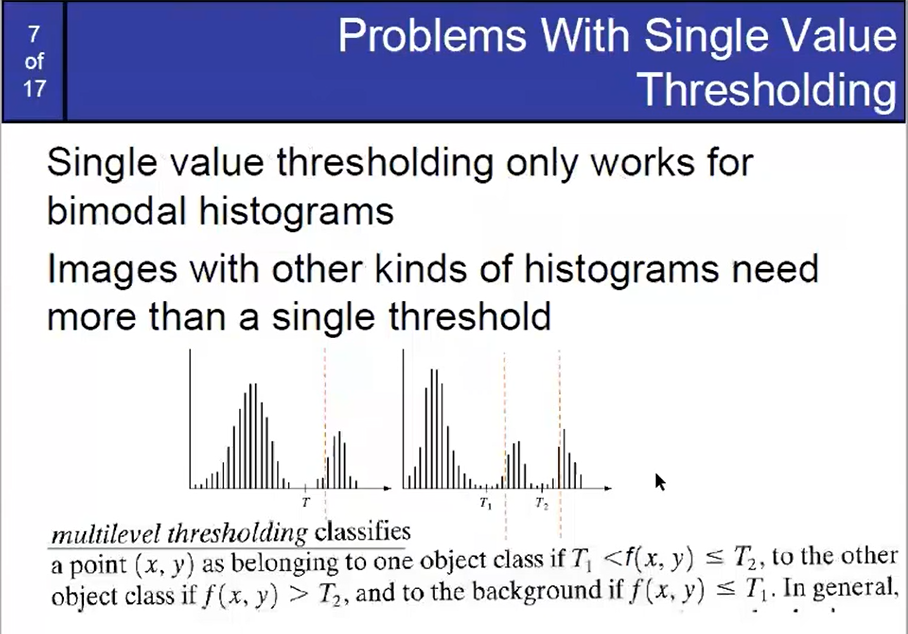 7
of
17
Problems With Single Value
Thresholding
Single value thresholding only works for
bimodal histograms
Images with other kinds of histograms need
more than a single threshold
T
T₁
T₂
multilevel thresholding classifies
a point (x, y) as belonging to one object class if T₁ <f(x, y) ≤ T₂, to the other
object class if f(x, y) > T₂, and to the background if f(x, y) ≤ T₁. In general,